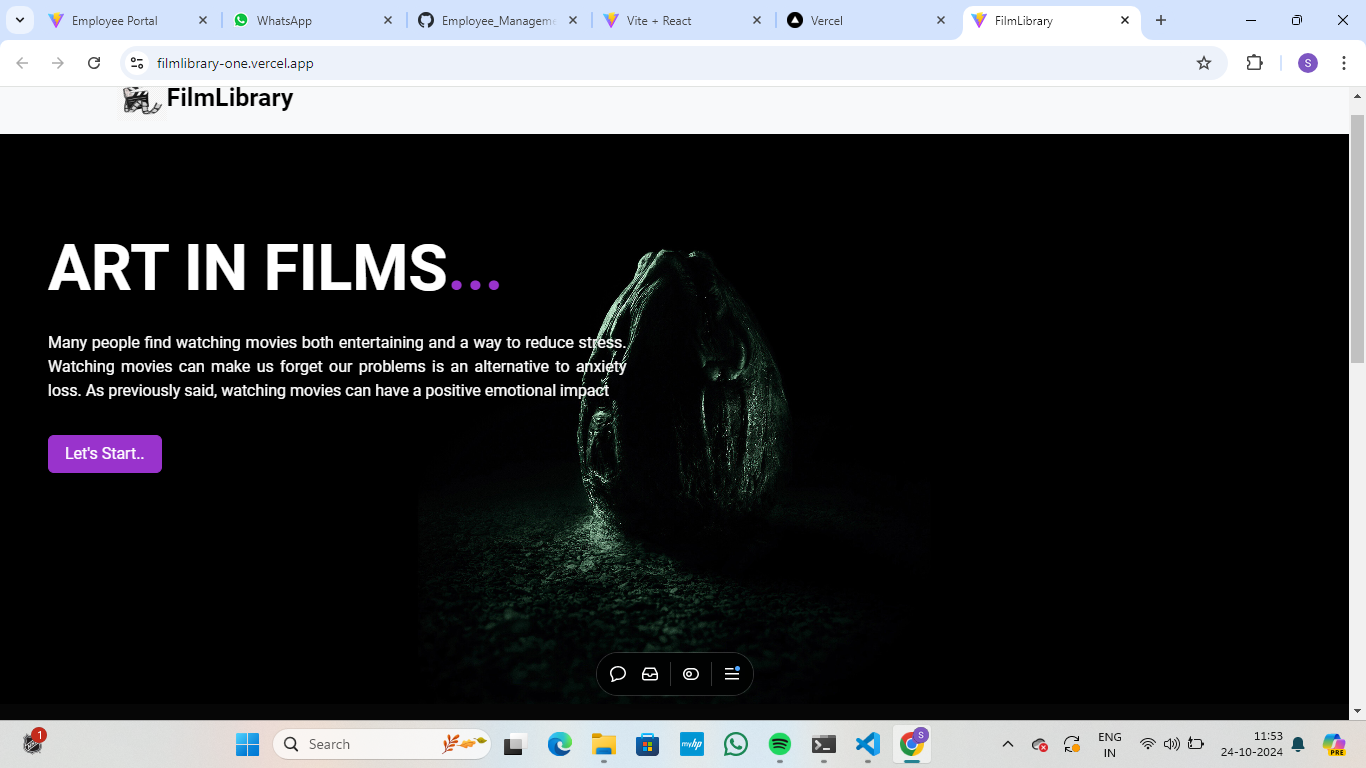 Employee Portal
WhatsApp
Employee_Manageme
Vite + React
Vercel
FilmLibrary
filmlibrary-one.vercel.app
S
FilmLibrary
ART IN FILMS...
Many people find watching movies both entertaining and a way to reduce stress.
Watching movies can make us forget our problems is an alternative to anxiety
loss. As previously said, watching movies can have a positive emotional impact
Let's Start..
1
Search
myhp
S
ENG
IN
11:53
24-10-2024
PRE